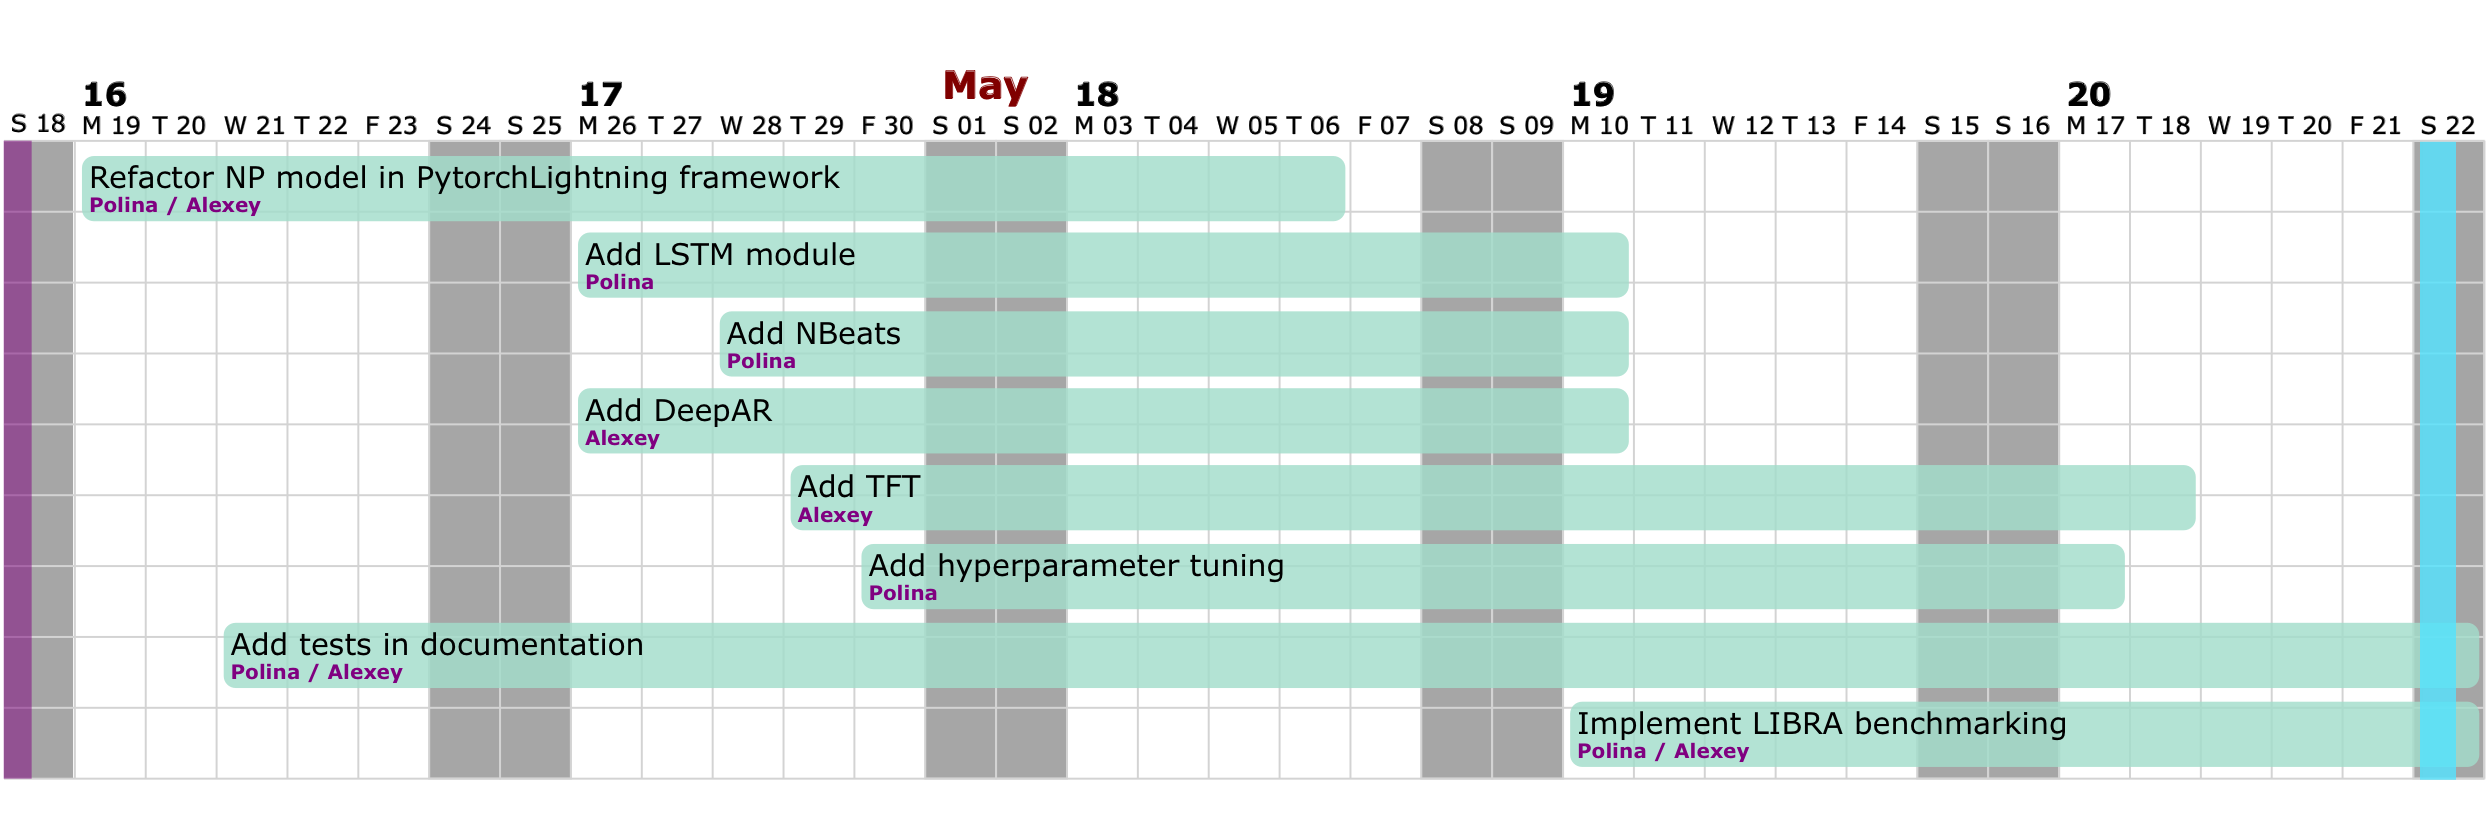 May
16 17 18 19 20
S 18 M 19 T 20 W 21 T 22 F 23 S 24 S 25 M 26 T 27 W 28 T 29 F 30 S 01 S 02 M 03 T 04 W 05 T 06 F 07 S 08 S 09 M 10 T 11 W 12 T 13 F 14 S 15 S 16 M 17 T 18 W 19 T 20 F 21 S 22
Refactor NP model in PytorchLightning framework
Polina / Alexey
Add LSTM module
Polina
Add NBeats
Polina
Add DeepAR
Alexey
Add TFT
Alexey
Add hyperparameter tuning
Polina
Add tests in documentation
Polina / Alexey
Implement LIBRA benchmarking
Polina / Alexey